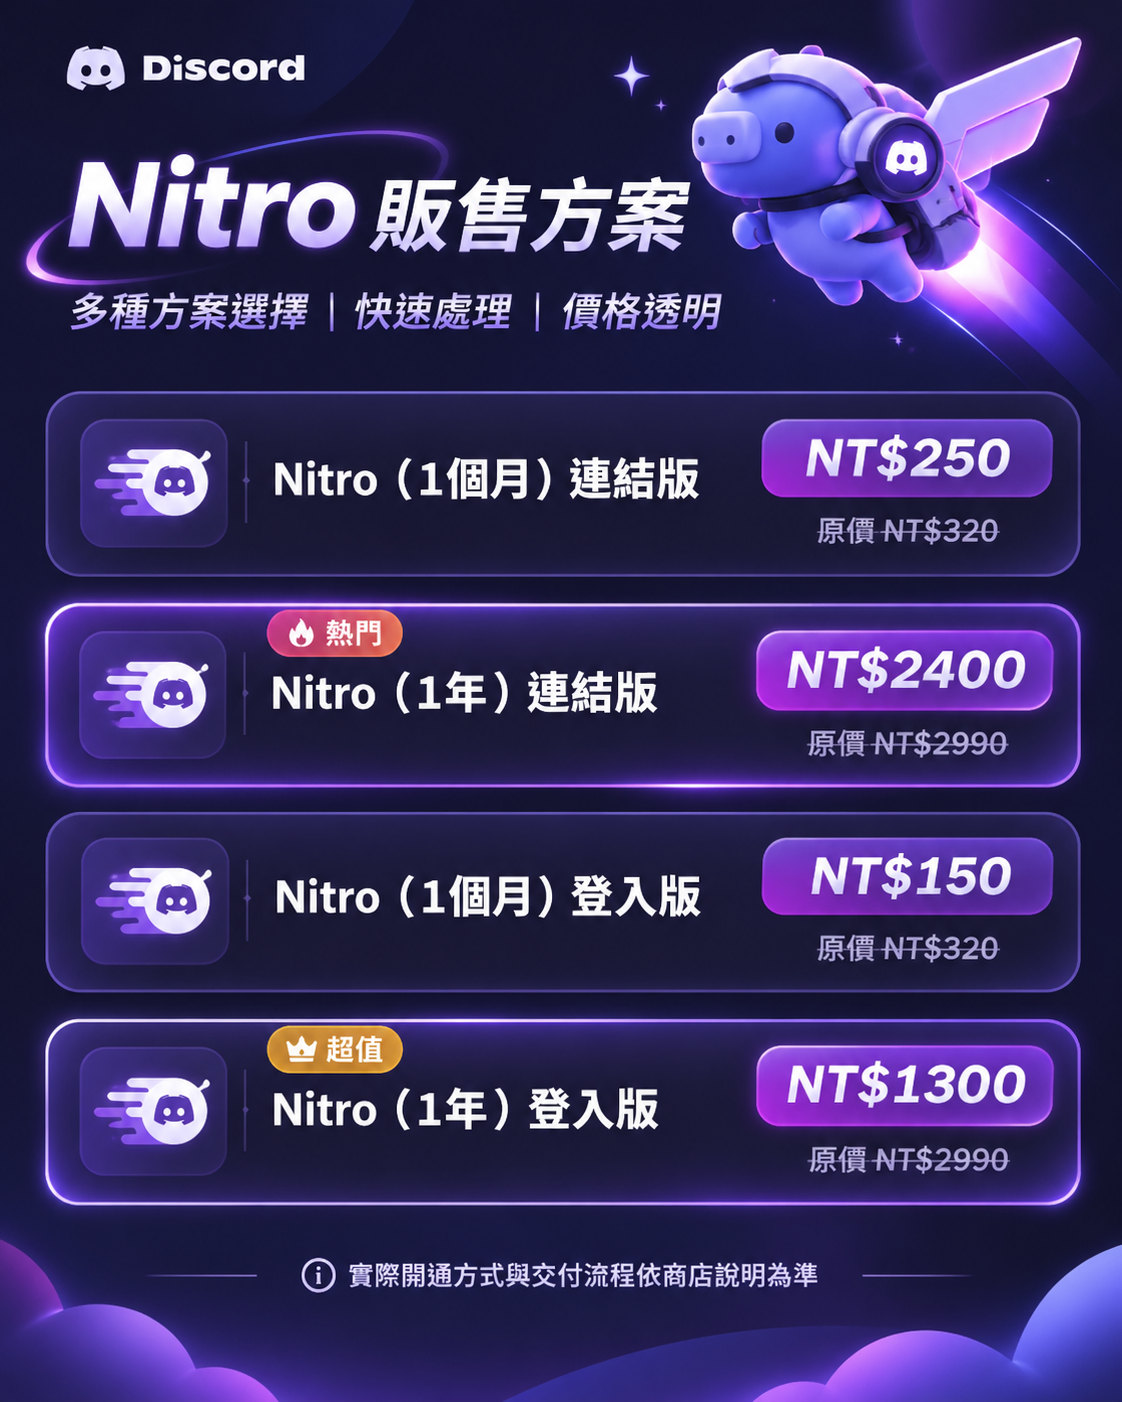 Discord
Nitro 販售方案
多種方案選擇｜快速處理｜價格透明
Nitro（1個月）連結版
NT$250
原價 NT$320
熱門
Nitro（1年）連結版
NT$2400
原價 NT$2990
Nitro（1個月）登入版
NT$150
原價 NT$320
超值
Nitro（1年）登入版
NT$1300
原價 NT$2990
實際開通方式與交付流程依商店說明為準